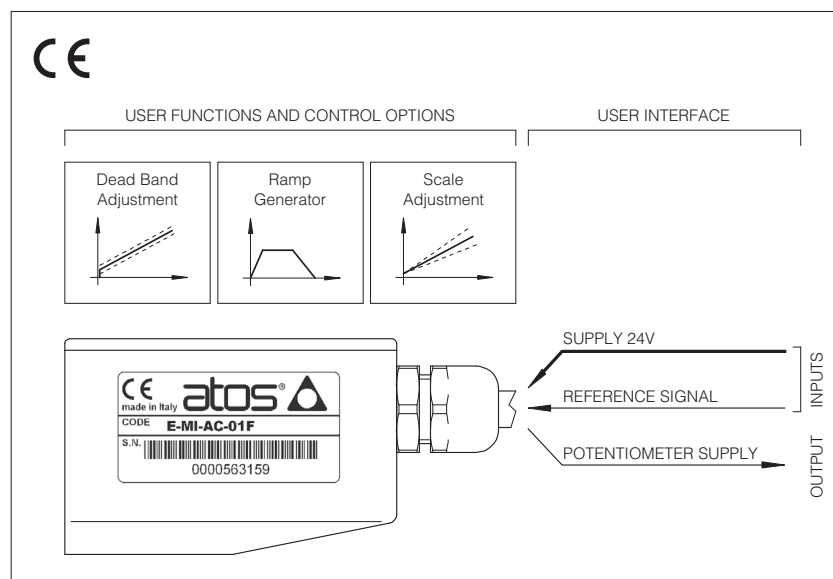 CE
USER FUNCTIONS AND CONTROL OPTIONS
USER INTERFACE
Dead Band
Adjustment
Ramp
Generator
Scale
Adjustment
SUPPLY 24V
REFERENCE SIGNAL
POTENTIOMETER SUPPLY
INPUTS
OUTPUT
CE
made in Italy
atos®
CODE E-MI-AC-01F
S.N.
0000563159